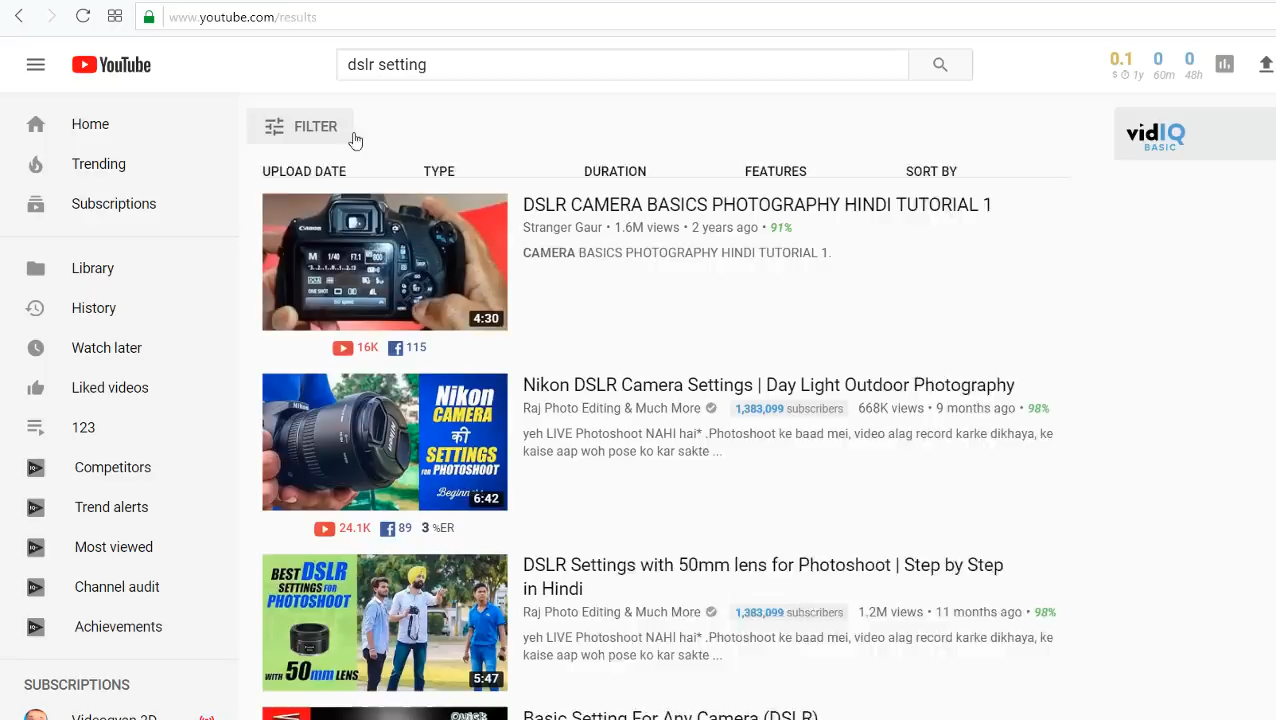 www.youtube.com/results
YouTube
dslr setting
0.1 0 0
$ 1y 60m 48h
Home
Trending
Subscriptions
Library
History
Watch later
Liked videos
123
Competitors
Trend alerts
Most viewed
Channel audit
Achievements
SUBSCRIPTIONS
FILTER
vidIQ
BASIC
UPLOAD DATE TYPE DURATION FEATURES SORT BY
Canon
M 1/40 F7.1 800
4:30
DSLR CAMERA BASICS PHOTOGRAPHY HINDI TUTORIAL 1
Stranger Gaur • 1.6M views • 2 years ago • 91%
CAMERA BASICS PHOTOGRAPHY HINDI TUTORIAL 1.
16K 115
Nikon
CAMERA
की
SETTINGS
FOR PHOTOSHOOT
6:42
Nikon DSLR Camera Settings | Day Light Outdoor Photography
Raj Photo Editing & Much More 1,383,099 subscribers 668K views • 9 months ago • 98%
yeh LIVE Photoshoot NAHI hai* .Photoshoot ke baad mei, video alag record karke dikhaya, ke
kaise aap woh pose ko kar sakte ...
24.1K 89 3 %ER
BEST DSLR
SETTINGS FOR
PHOTOSHOOT
WITH 50mm LENS
5:47
DSLR Settings with 50mm lens for Photoshoot | Step by Step
in Hindi
Raj Photo Editing & Much More 1,383,099 subscribers 1.2M views • 11 months ago • 98%
yeh LIVE Photoshoot NAHI hai* .Photoshoot ke baad mei, video alag record karke dikhaya, ke
kaise aap woh pose ko kar sakte ...
Quick
Basic Setting For Any Camera (DSLR)